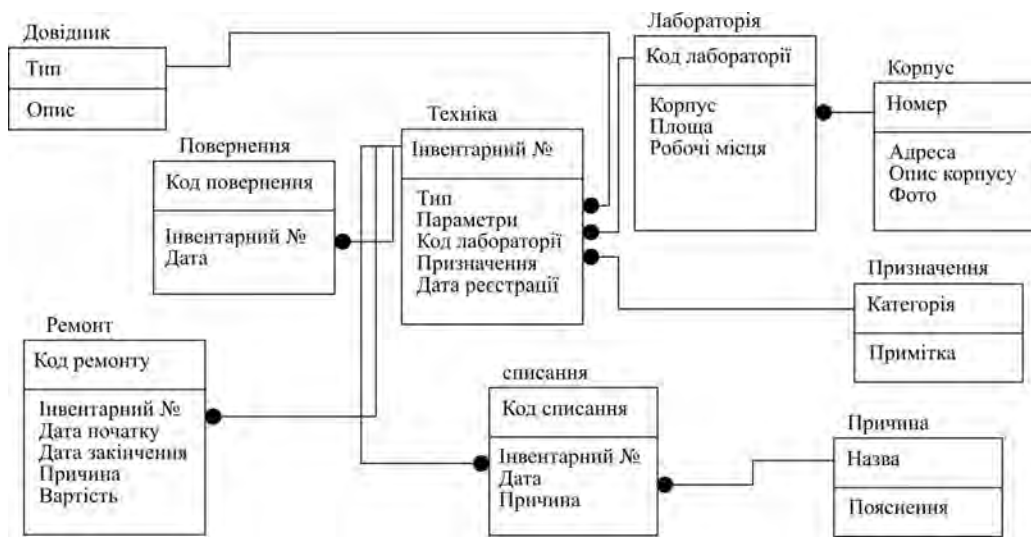 Довідник
Тип
Опис
Лабораторія
Код лабораторії
Корпус
Площа
Робочі місця
Корпус
Номер
Адреса
Опис корпусу
Фото
Техніка
Інвентарний №
Тип
Параметри
Код лабораторії
Призначення
Дата реєстрації
Повернення
Код повернення
Інвентарний №
Дата
Призначення
Категорія
Примітка
Ремонт
Код ремонту
Інвентарний №
Дата початку
Дата закінчення
Причина
Вартість
списання
Код списання
Інвентарний №
Дата
Причина
Причина
Назва
Пояснення